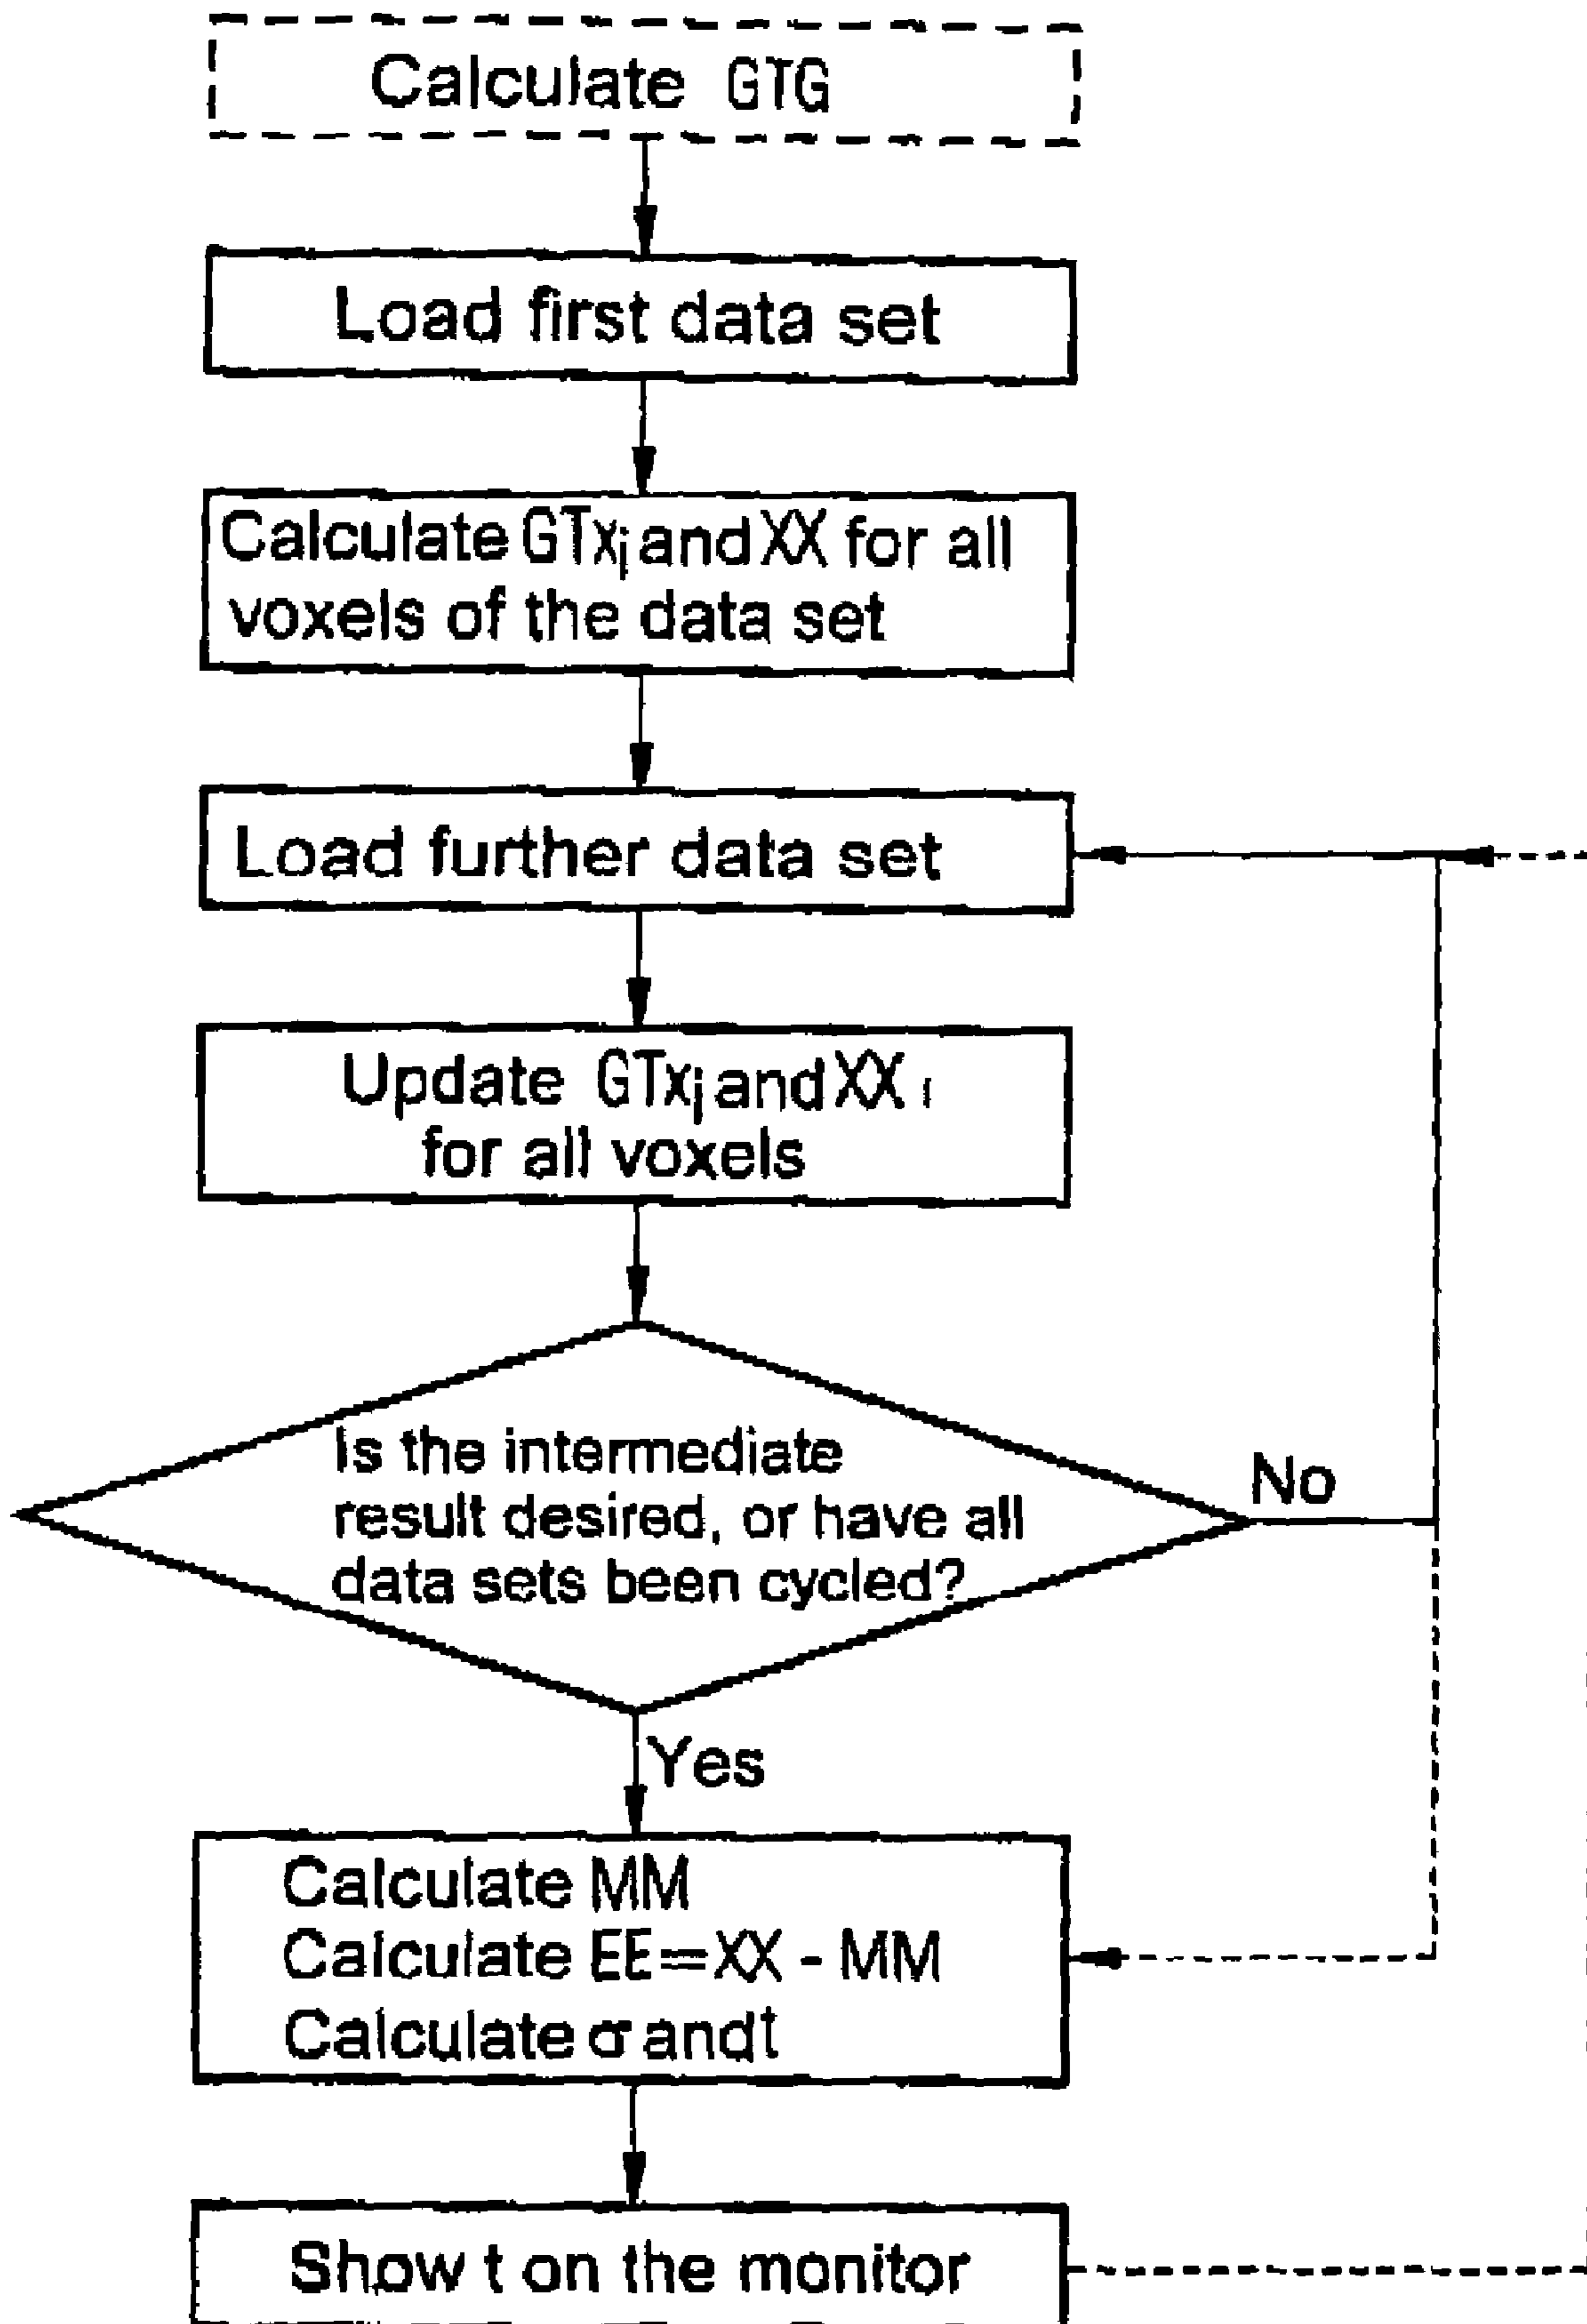 Calculate GTG
Load first data set
Calculate GTxj and XX for all
voxels of the data set
Load further data set
Update GTxj and XX
for all voxels
Is the intermediate
result desired, or have all
data sets been cycled?
No
Yes
Calculate MM
Calculate EE = XX - MM
Calculate σ and t
Show t on the monitor